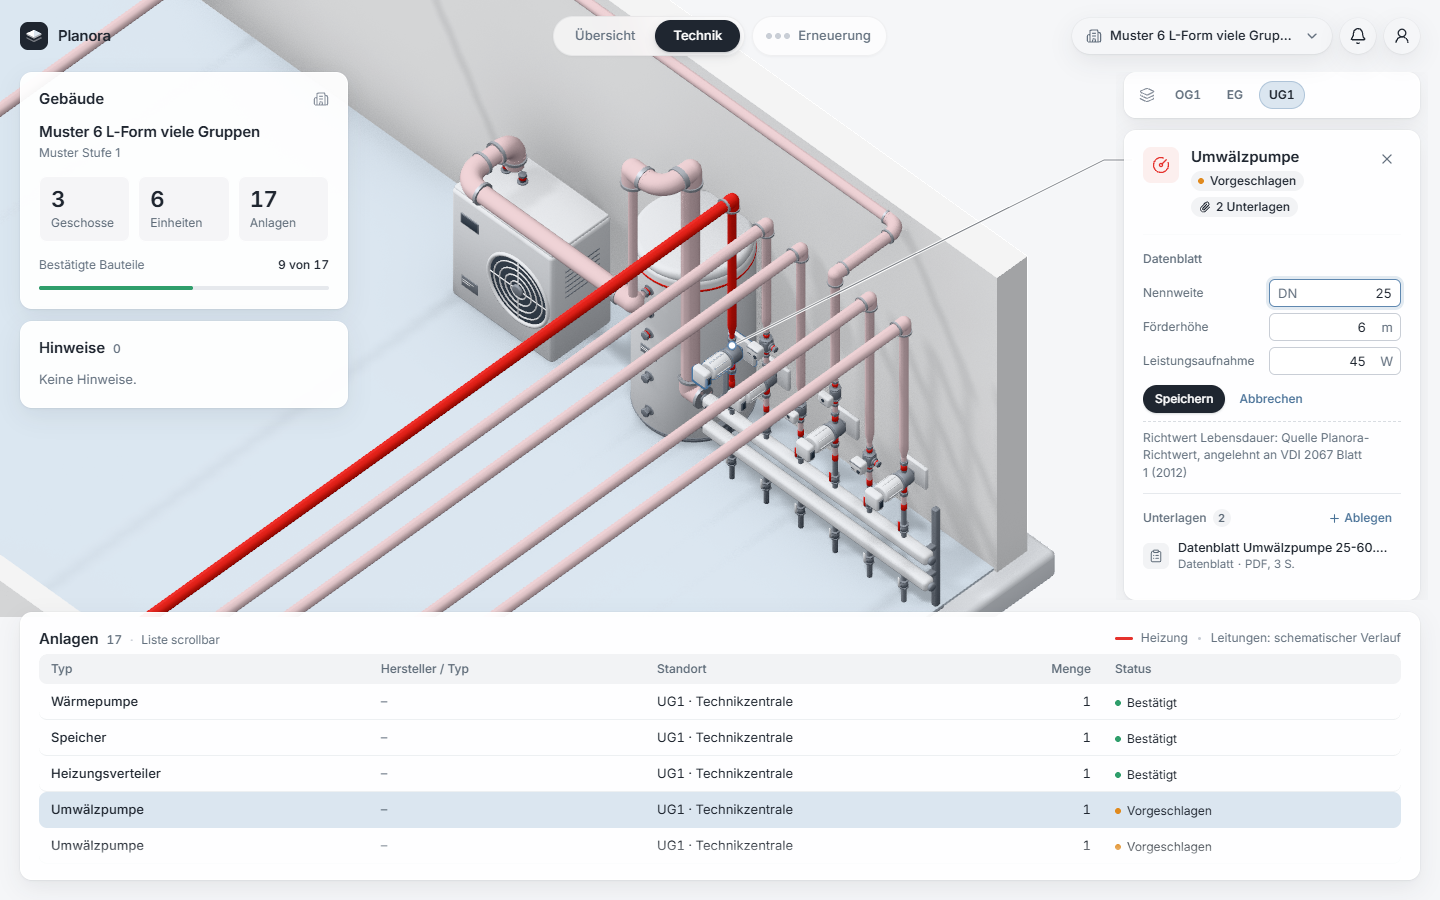 Planora
Übersicht
Technik
Erneuerung
Muster 6 L-Form viele Grup...
Gebäude
Muster 6 L-Form viele Gruppen
Muster Stufe 1
3
Geschosse
6
Einheiten
17
Anlagen
Bestätigte Bauteile
9 von 17
Hinweise 0
Keine Hinweise.
OG1
EG
UG1
Umwälzpumpe
Vorgeschlagen
2 Unterlagen
Datenblatt
Nennweite
DN 25
Förderhöhe
6 m
Leistungsaufnahme
45 W
Speichern
Abbrechen
Richtwert Lebensdauer: Quelle Planora-
Richtwert, angelehnt an VDI 2067 Blatt
1 (2012)
Unterlagen 2
+ Ablegen
Datenblatt Umwälzpumpe 25-60....
Datenblatt · PDF, 3 S.
Anlagen 17 · Liste scrollbar
Heizung • Leitungen: schematischer Verlauf
Typ Hersteller / Typ Standort Menge Status
Wärmepumpe – UG1 · Technikzentrale 1 Bestätigt
Speicher – UG1 · Technikzentrale 1 Bestätigt
Heizungsverteiler – UG1 · Technikzentrale 1 Bestätigt
Umwälzpumpe – UG1 · Technikzentrale 1 Vorgeschlagen
Umwälzpumpe – UG1 · Technikzentrale 1 Vorgeschlagen